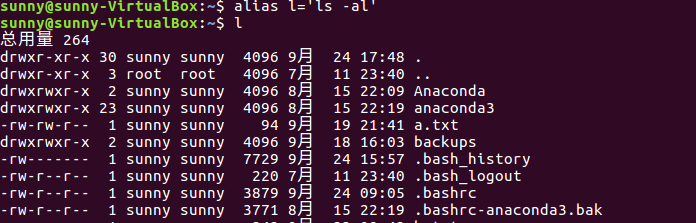 sunny@sunny-VirtualBox:~$ alias l='ls -al'
sunny@sunny-VirtualBox:~$ l
总用量 264
drwxr-xr-x 30 sunny sunny  4096 9月  24 17:48 .
drwxr-xr-x  3 root  root   4096 7月  11 23:40 ..
drwxrwxr-x  2 sunny sunny  4096 8月  15 22:09 Anaconda
drwxrwxr-x 23 sunny sunny  4096 8月  15 22:19 anaconda3
-rw-rw-r--  1 sunny sunny    94 9月  19 21:41 a.txt
drwxrwxr-x  2 sunny sunny  4096 9月  18 16:03 backups
-rw-------  1 sunny sunny  7729 9月  24 15:57 .bash_history
-rw-r--r--  1 sunny sunny   220 7月  11 23:40 .bash_logout
-rw-r--r--  1 sunny sunny  3879 9月  24 09:05 .bashrc
-rw-r--r--  1 sunny sunny  3771 8月  15 22:19 .bashrc-anaconda3.bak